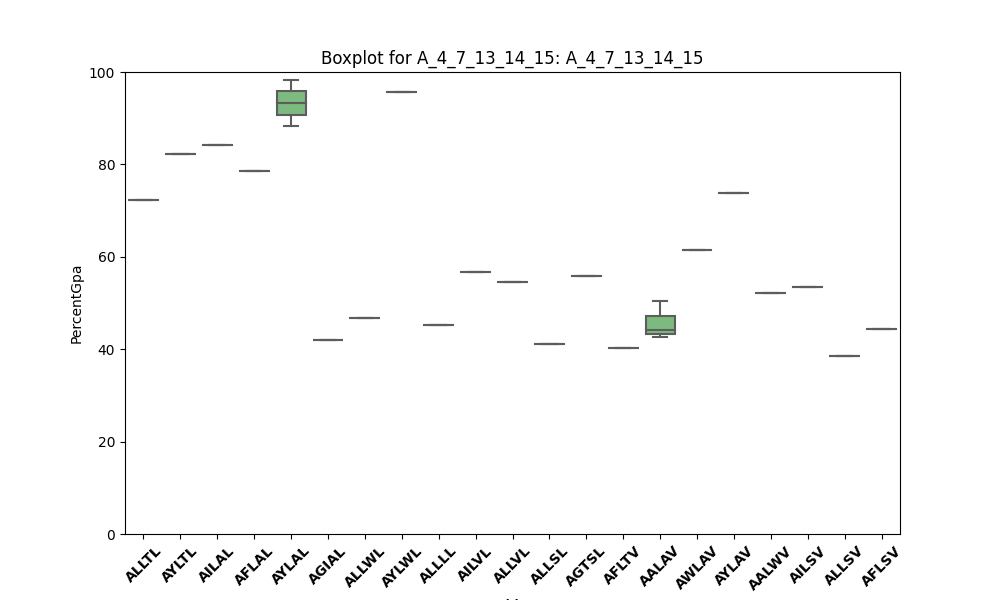 Boxplot for A_4_7_13_14_15: A_4_7_13_14_15
PercentGpa
100
80
60
40
20
0
ALLTL
AYLTL
AILAL
AFLAL
AYLAL
AGIAL
ALLWL
AYLWL
ALLLL
AILVL
ALLVL
ALLSL
AGTSL
AFLTV
AALAV
AWLAV
AYLAV
AALWV
AILSV
ALLSV
AFLSV